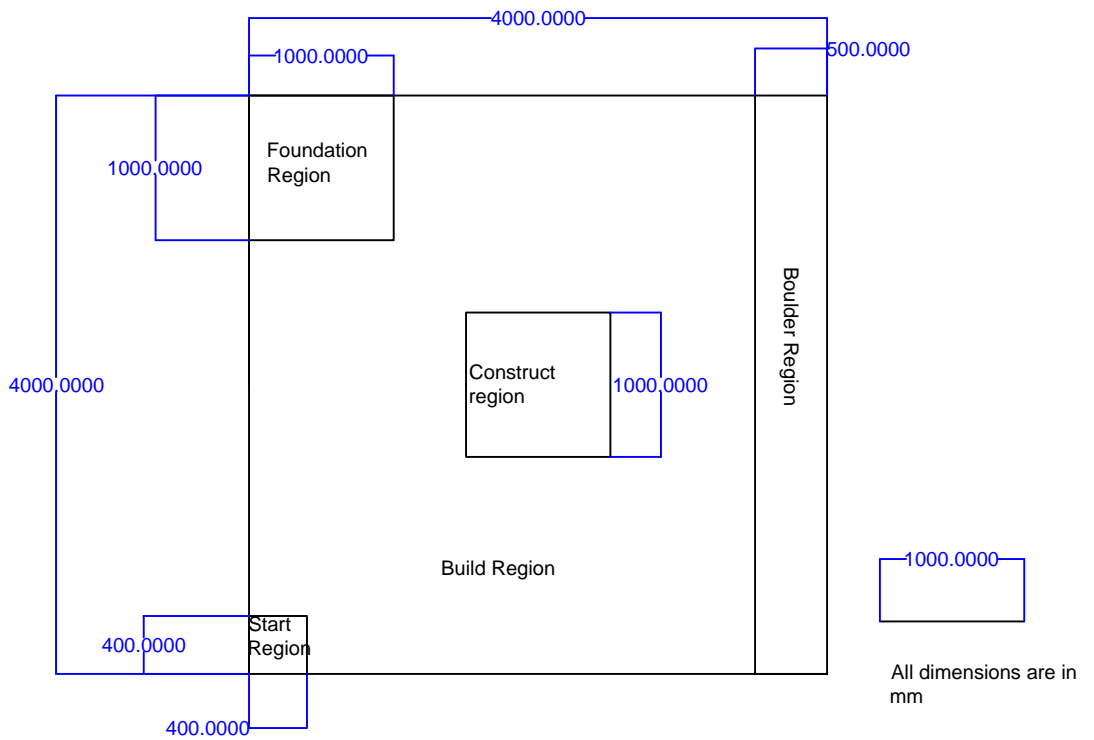 4000.0000
500.0000
1000.0000
Foundation
Region
1000.0000
Boulder Region
Construct
region
1000.0000
4000.0000
Build Region
1000.0000
Start
Region
400.0000
All dimensions are in
mm
400.0000